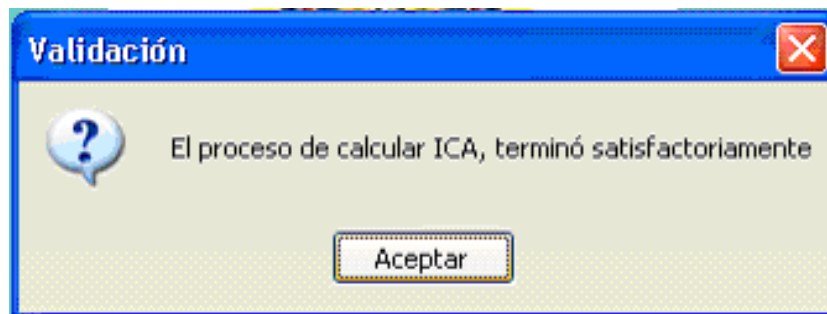 Validación
El proceso de calcular ICA, terminó satisfactoriamente
Aceptar